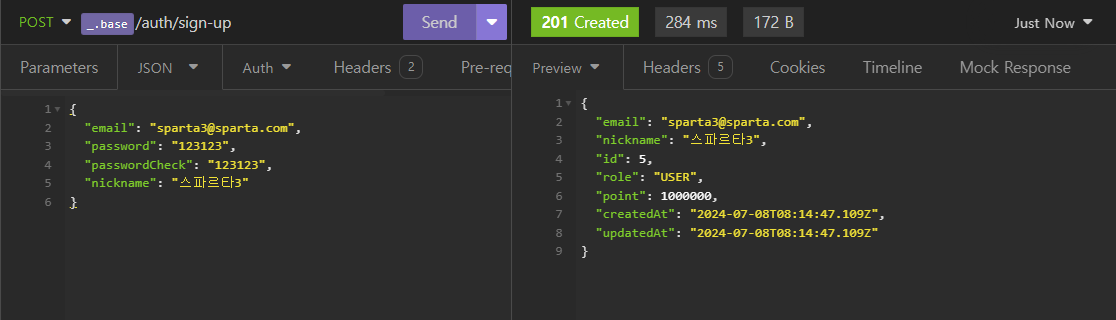 POST _.base /auth/sign-up Send
Parameters JSON Auth Headers 2 Pre-req
1 {
2 "email": "sparta3@sparta.com",
3 "password": "123123",
4 "passwordCheck": "123123",
5 "nickname": "스파르타3"
6 }
201 Created 284 ms 172 B Just Now
Preview Headers 5 Cookies Timeline Mock Response
1 {
2 "email": "sparta3@sparta.com",
3 "nickname": "스파르타3",
4 "id": 5,
5 "role": "USER",
6 "point": 1000000,
7 "createdAt": "2024-07-08T08:14:47.109Z",
8 "updatedAt": "2024-07-08T08:14:47.109Z"
9 }